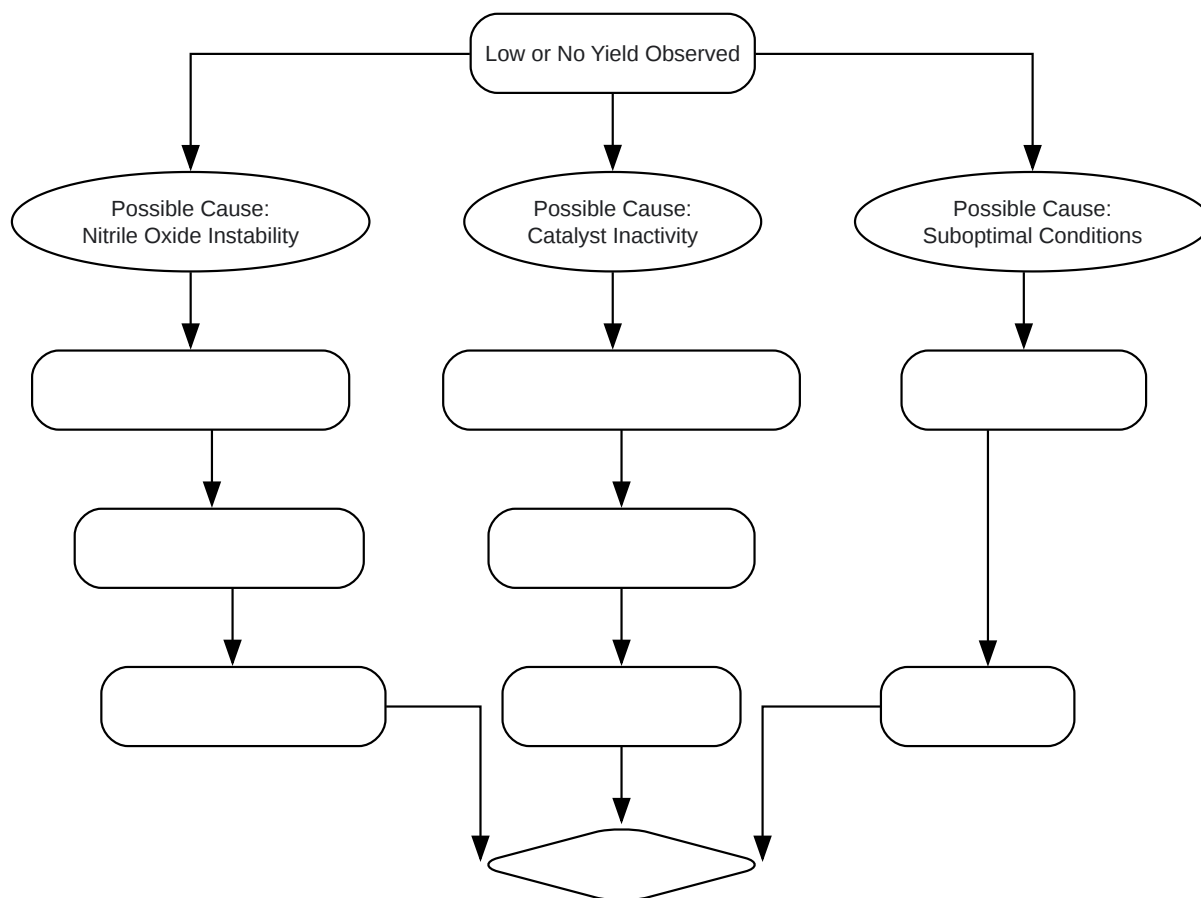 Low or No Yield Observed
Possible Cause:
Nitrile Oxide Instability
Possible Cause:
Catalyst Inactivity
Possible Cause:
Suboptimal Conditions